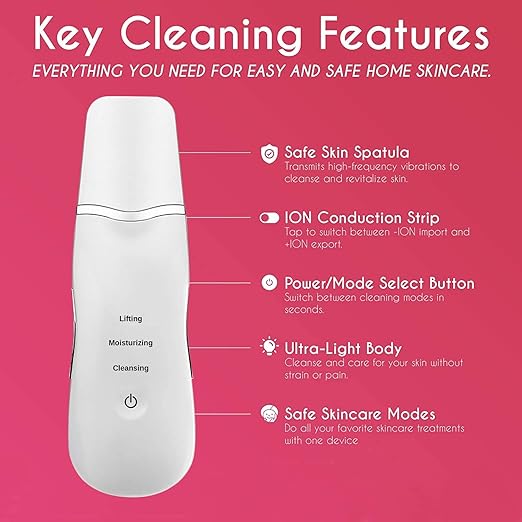 Key Cleaning Features
EVERYTHING YOU NEED FOR EASY AND SAFE HOME SKINCARE.
Safe Skin Spatula
Transmits high-frequency vibrations to
cleanse and revitalize skin.
ION Conduction Strip
Tap to switch between -ION import and
+ION export.
Power/Mode Select Button
Switch between cleaning modes in
seconds.
Ultra-Light Body
Cleanse and care for your skin without
strain or pain.
Safe Skincare Modes
Do all your favorite skincare treatments
with one device
Lifting
Moisturizing
Cleansing